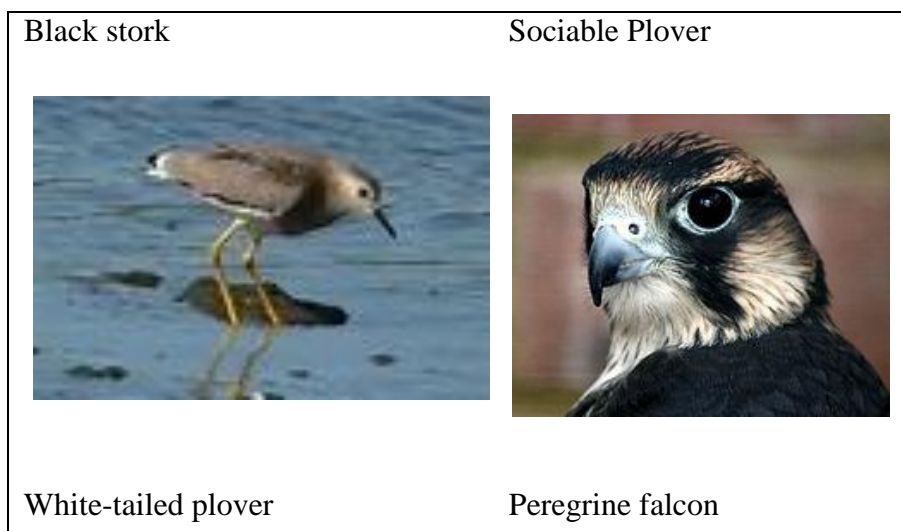 Black stork
Sociable Plover
White-tailed plover
Peregrine falcon